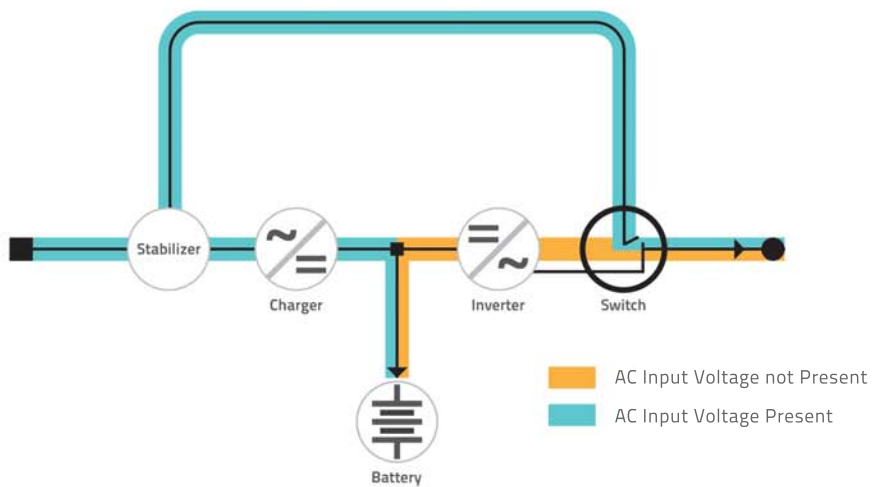 Stabilizer
Charger
Inverter
Switch
Battery
AC Input Voltage not Present
AC Input Voltage Present